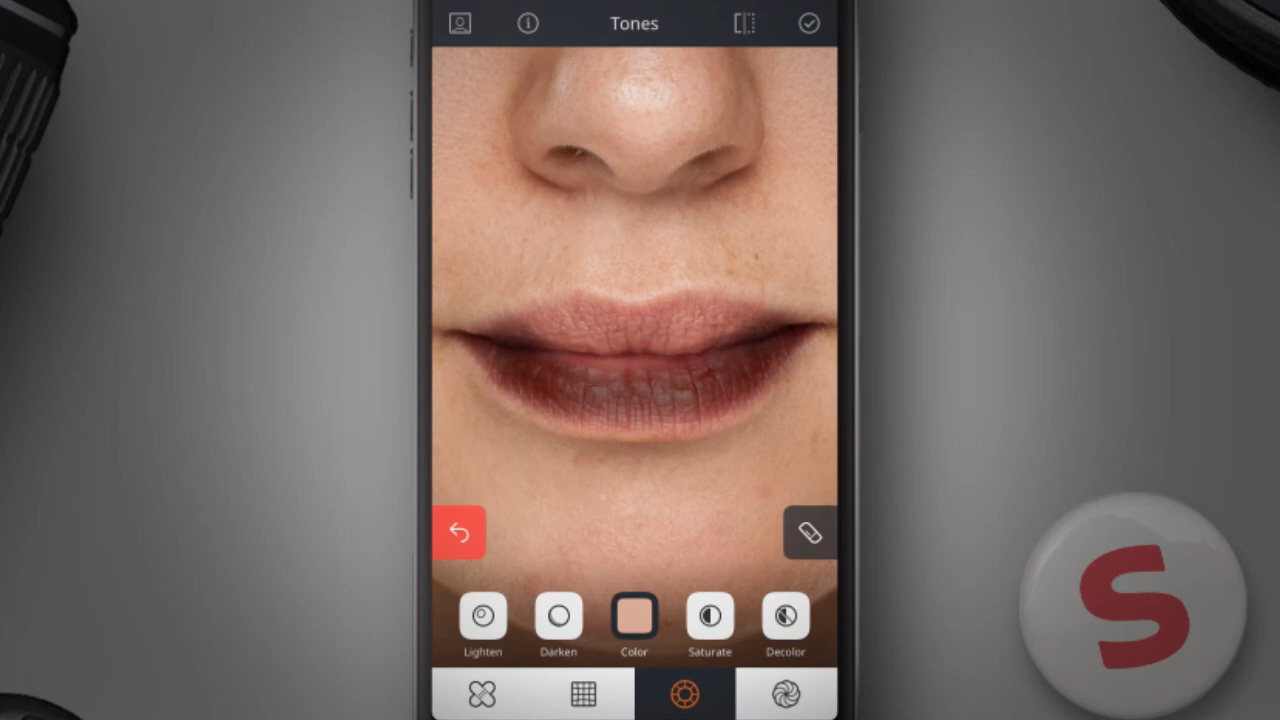 Tones
Lighten
Darken
Color
Saturate
Decolor
S